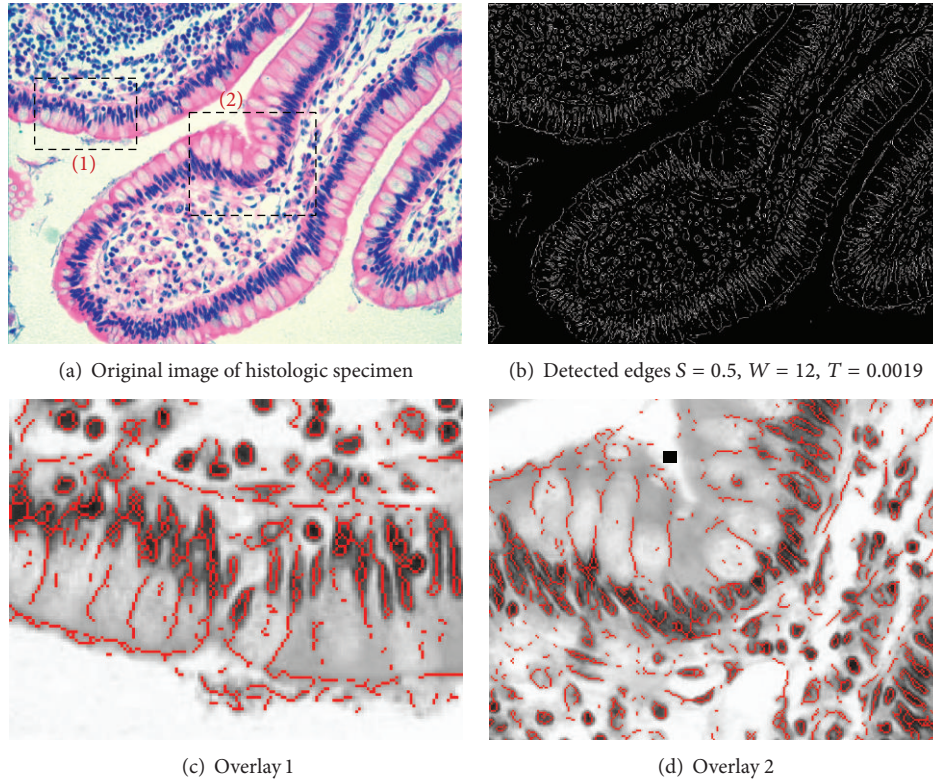 (1)
(2)
(a) Original image of histologic specimen
(b) Detected edges S = 0.5, W = 12, T = 0.0019
(c) Overlay 1
(d) Overlay 2